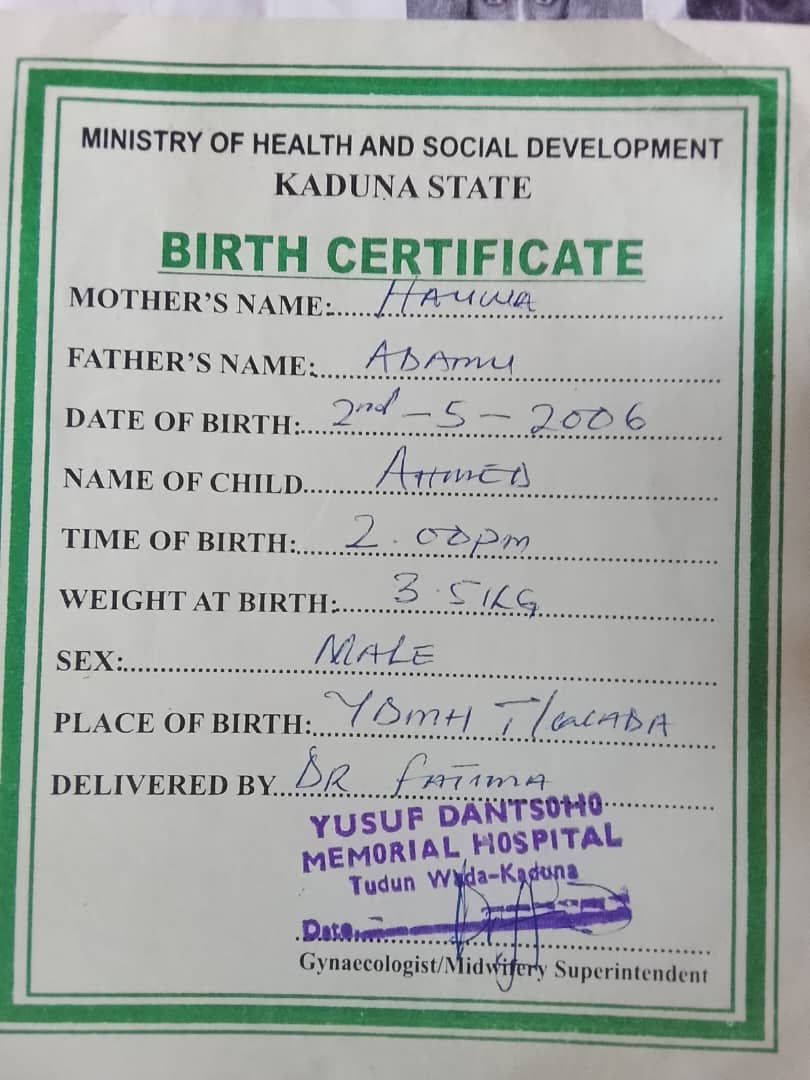 MINISTRY OF HEALTH AND SOCIAL DEVELOPMENT
KADUNA STATE
BIRTH CERTIFICATE
MOTHER'S NAME: HAUWA
FATHER'S NAME: ADAMU
DATE OF BIRTH: 2nd - 5 - 2006
NAME OF CHILD AHMED
TIME OF BIRTH: 2.00pm
WEIGHT AT BIRTH: 3.5KG
SEX: MALE
PLACE OF BIRTH: YDMH T/WADA
DELIVERED BY DR FATIMA
YUSUF DANTSOHO
MEMORIAL HOSPITAL
Tudun Wada-Kaduna
Date
Gynaecologist/Midwifery Superintendent